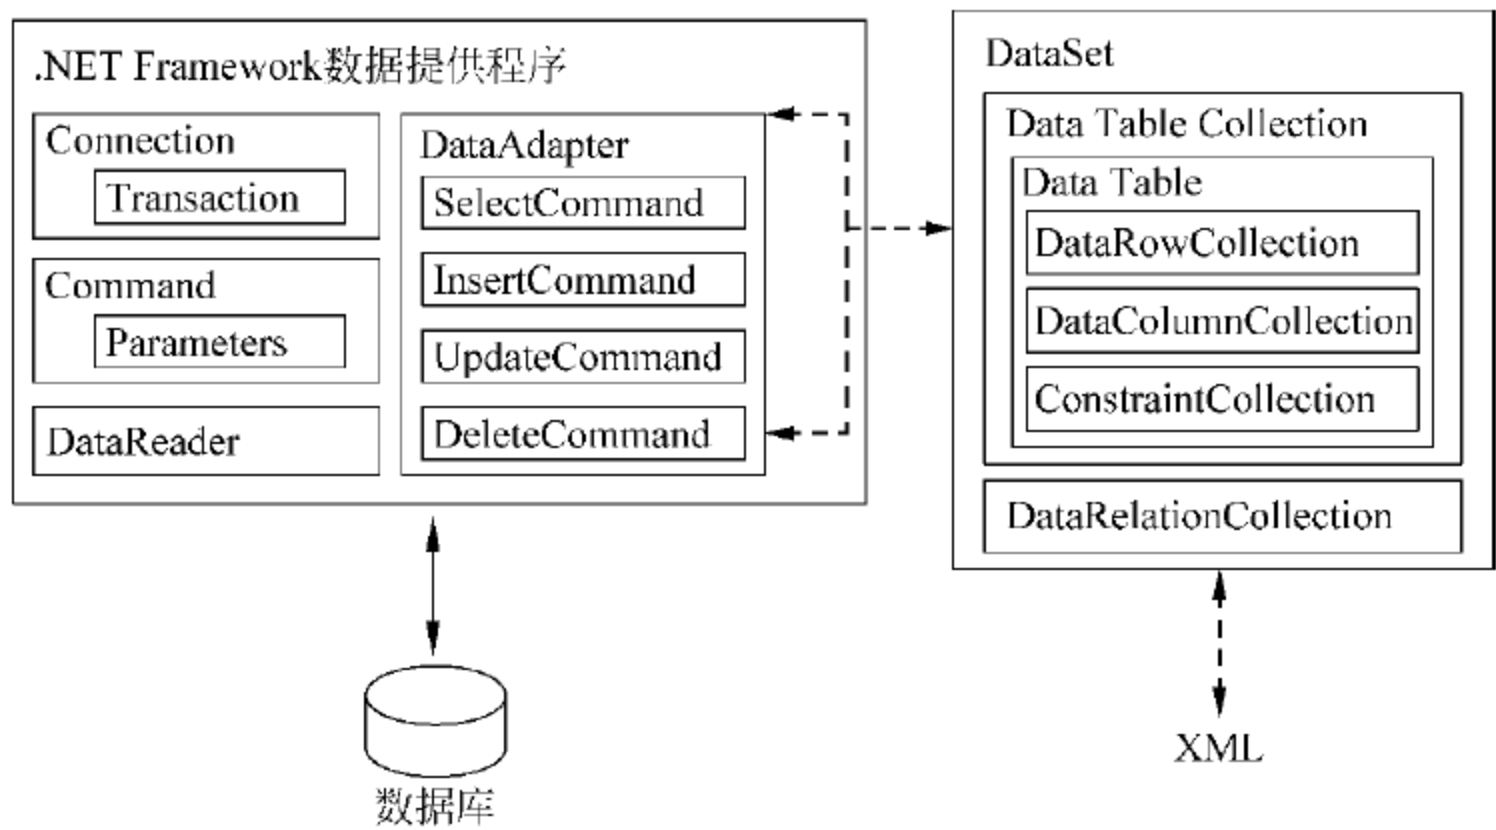 .NET Framework数据提供程序
Connection
Transaction
Command
Parameters
DataReader
DataAdapter
SelectCommand
InsertCommand
UpdateCommand
DeleteCommand
数据库
DataSet
Data Table Collection
Data Table
DataRowCollection
DataColumnCollection
ConstraintCollection
DataRelationCollection
XML